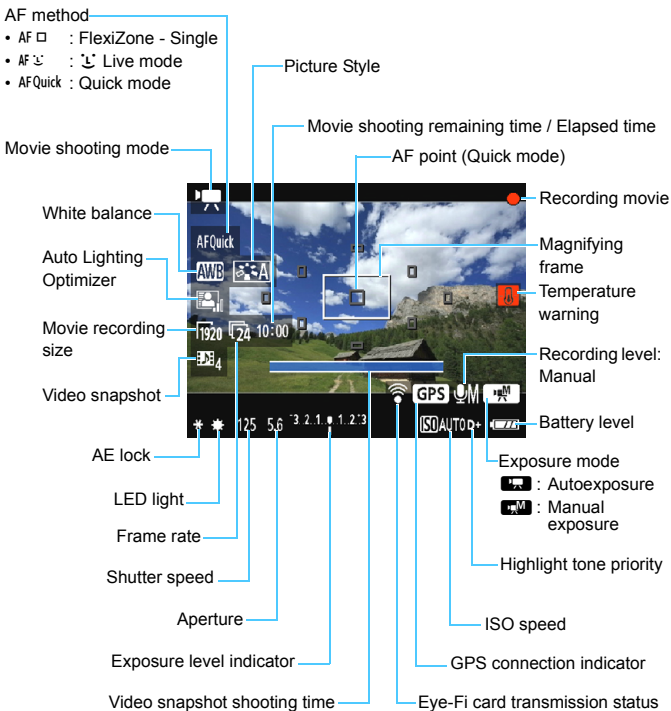 AF method
• AF □ : FlexiZone - Single
• AF : Live mode
• AFQuick : Quick mode
Picture Style
Movie shooting remaining time / Elapsed time
Movie shooting mode
AF point (Quick mode)
Recording movie
White balance
AFQuick
Magnifying
frame
AWB
A
Auto Lighting
Optimizer
Temperature
warning
Movie recording
size
1920
24
10:00
Recording level:
Manual
Video snapshot
4
GPS
M
M
Battery level
125
5.6
-3..2..1..0..1..2.:3
ISO AUTO D+
AE lock
Exposure mode
: Autoexposure
M : Manual
exposure
LED light
Frame rate
Highlight tone priority
Shutter speed
Aperture
ISO speed
Exposure level indicator
GPS connection indicator
Video snapshot shooting time
Eye-Fi card transmission status